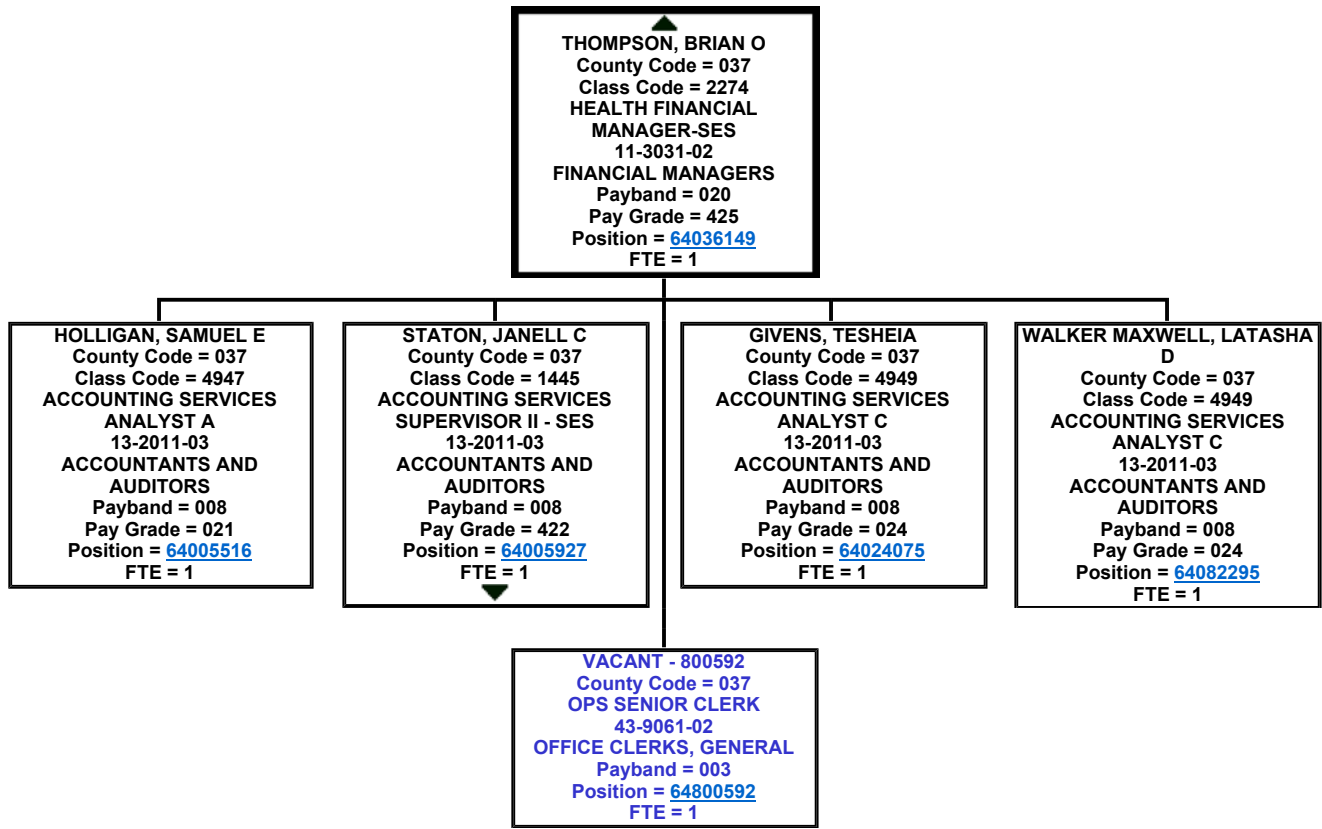 THOMPSON, BRIAN O
County Code = 037
Class Code = 2274
HEALTH FINANCIAL
MANAGER-SES
11-3031-02
FINANCIAL MANAGERS
Payband = 020
Pay Grade = 425
Position = 64036149
FTE = 1
HOLLIGAN, SAMUEL E
County Code = 037
Class Code = 4947
ACCOUNTING SERVICES
ANALYST A
13-2011-03
ACCOUNTANTS AND
AUDITORS
Payband = 008
Pay Grade = 021
Position = 64005516
FTE = 1
STATON, JANELL C
County Code = 037
Class Code = 1445
ACCOUNTING SERVICES
SUPERVISOR II - SES
13-2011-03
ACCOUNTANTS AND
AUDITORS
Payband = 008
Pay Grade = 422
Position = 64005927
FTE = 1
GIVENS, TESHEIA
County Code = 037
Class Code = 4949
ACCOUNTING SERVICES
ANALYST C
13-2011-03
ACCOUNTANTS AND
AUDITORS
Payband = 008
Pay Grade = 024
Position = 64024075
FTE = 1
WALKER MAXWELL, LATASHA
D
County Code = 037
Class Code = 4949
ACCOUNTING SERVICES
ANALYST C
13-2011-03
ACCOUNTANTS AND
AUDITORS
Payband = 008
Pay Grade = 024
Position = 64082295
FTE = 1
VACANT - 800592
County Code = 037
OPS SENIOR CLERK
43-9061-02
OFFICE CLERKS, GENERAL
Payband = 003
Position = 64800592
FTE = 1